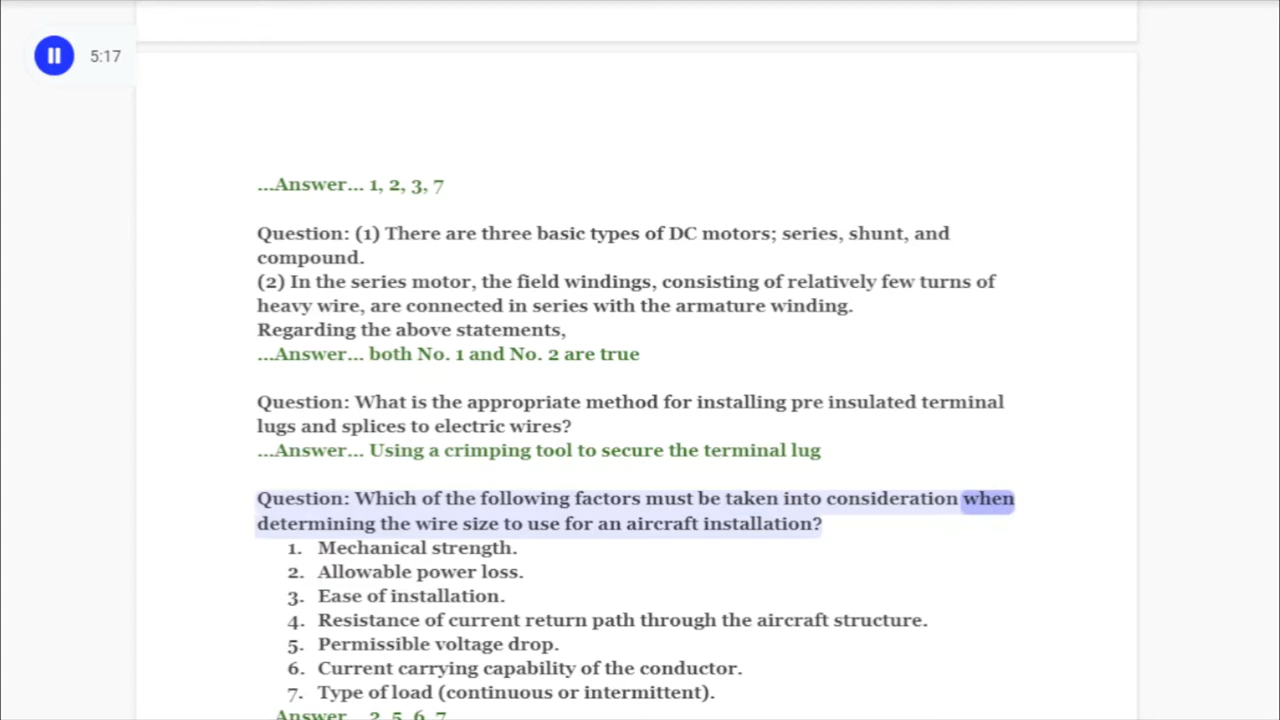 5:17
...Answer... 1, 2, 3, 7
Question: (1) There are three basic types of DC motors; series, shunt, and
compound.
(2) In the series motor, the field windings, consisting of relatively few turns of
heavy wire, are connected in series with the armature winding.
Regarding the above statements,
...Answer... both No. 1 and No. 2 are true
Question: What is the appropriate method for installing pre insulated terminal
lugs and splices to electric wires?
...Answer... Using a crimping tool to secure the terminal lug
Question: Which of the following factors must be taken into consideration when
determining the wire size to use for an aircraft installation?
1. Mechanical strength.
2. Allowable power loss.
3. Ease of installation.
4. Resistance of current return path through the aircraft structure.
5. Permissible voltage drop.
6. Current carrying capability of the conductor.
7. Type of load (continuous or intermittent).
Answer 2, 5, 6, 7